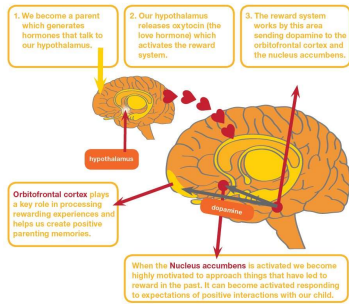 1. We become a parent
which generates
hormones that talk to
our hypothalamus.
2. Our hypothalamus
releases oxytocin (the
love hormone) which
activates the reward
system.
3. The reward system
works by this area
sending dopamine to the
orbitofrontal cortex and
the nucleus accumbens.
hypothalamus
dopamine
Orbitofrontal cortex plays
a key role in processing
rewarding experiences and
helps us create positive
parenting memories.
When the Nucleus accumbens is activated we become
highly motivated to approach things that have led to
reward in the past. It can become activated responding
to expectations of positive interactions with our child.